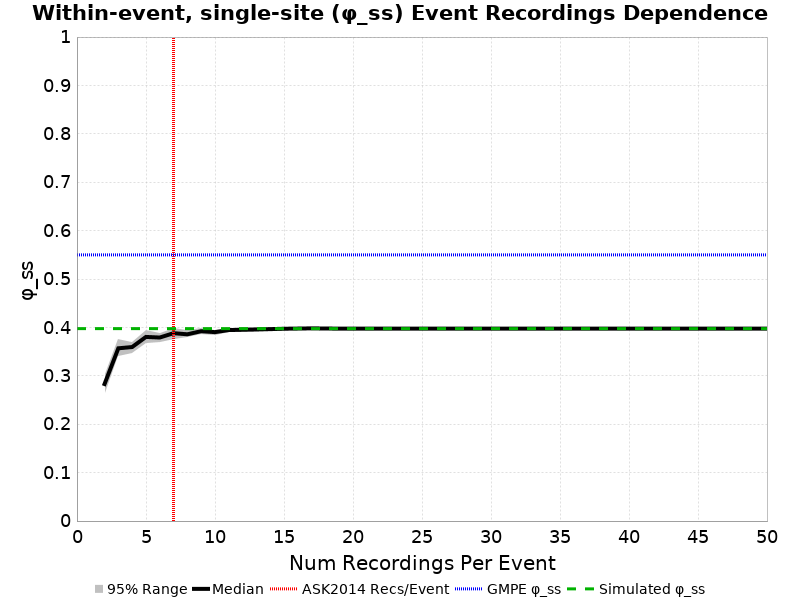 Within-event, single-site (φ_ss) Event Recordings Dependence
1
0.9
0.8
0.7
0.6
0.5
0.4
0.3
0.2
0.1
0
φ_ss
0 5 10 15 20 25 30 35 40 45 50
Num Recordings Per Event
95% Range Median ASK2014 Recs/Event GMPE φ_ss Simulated φ_ss